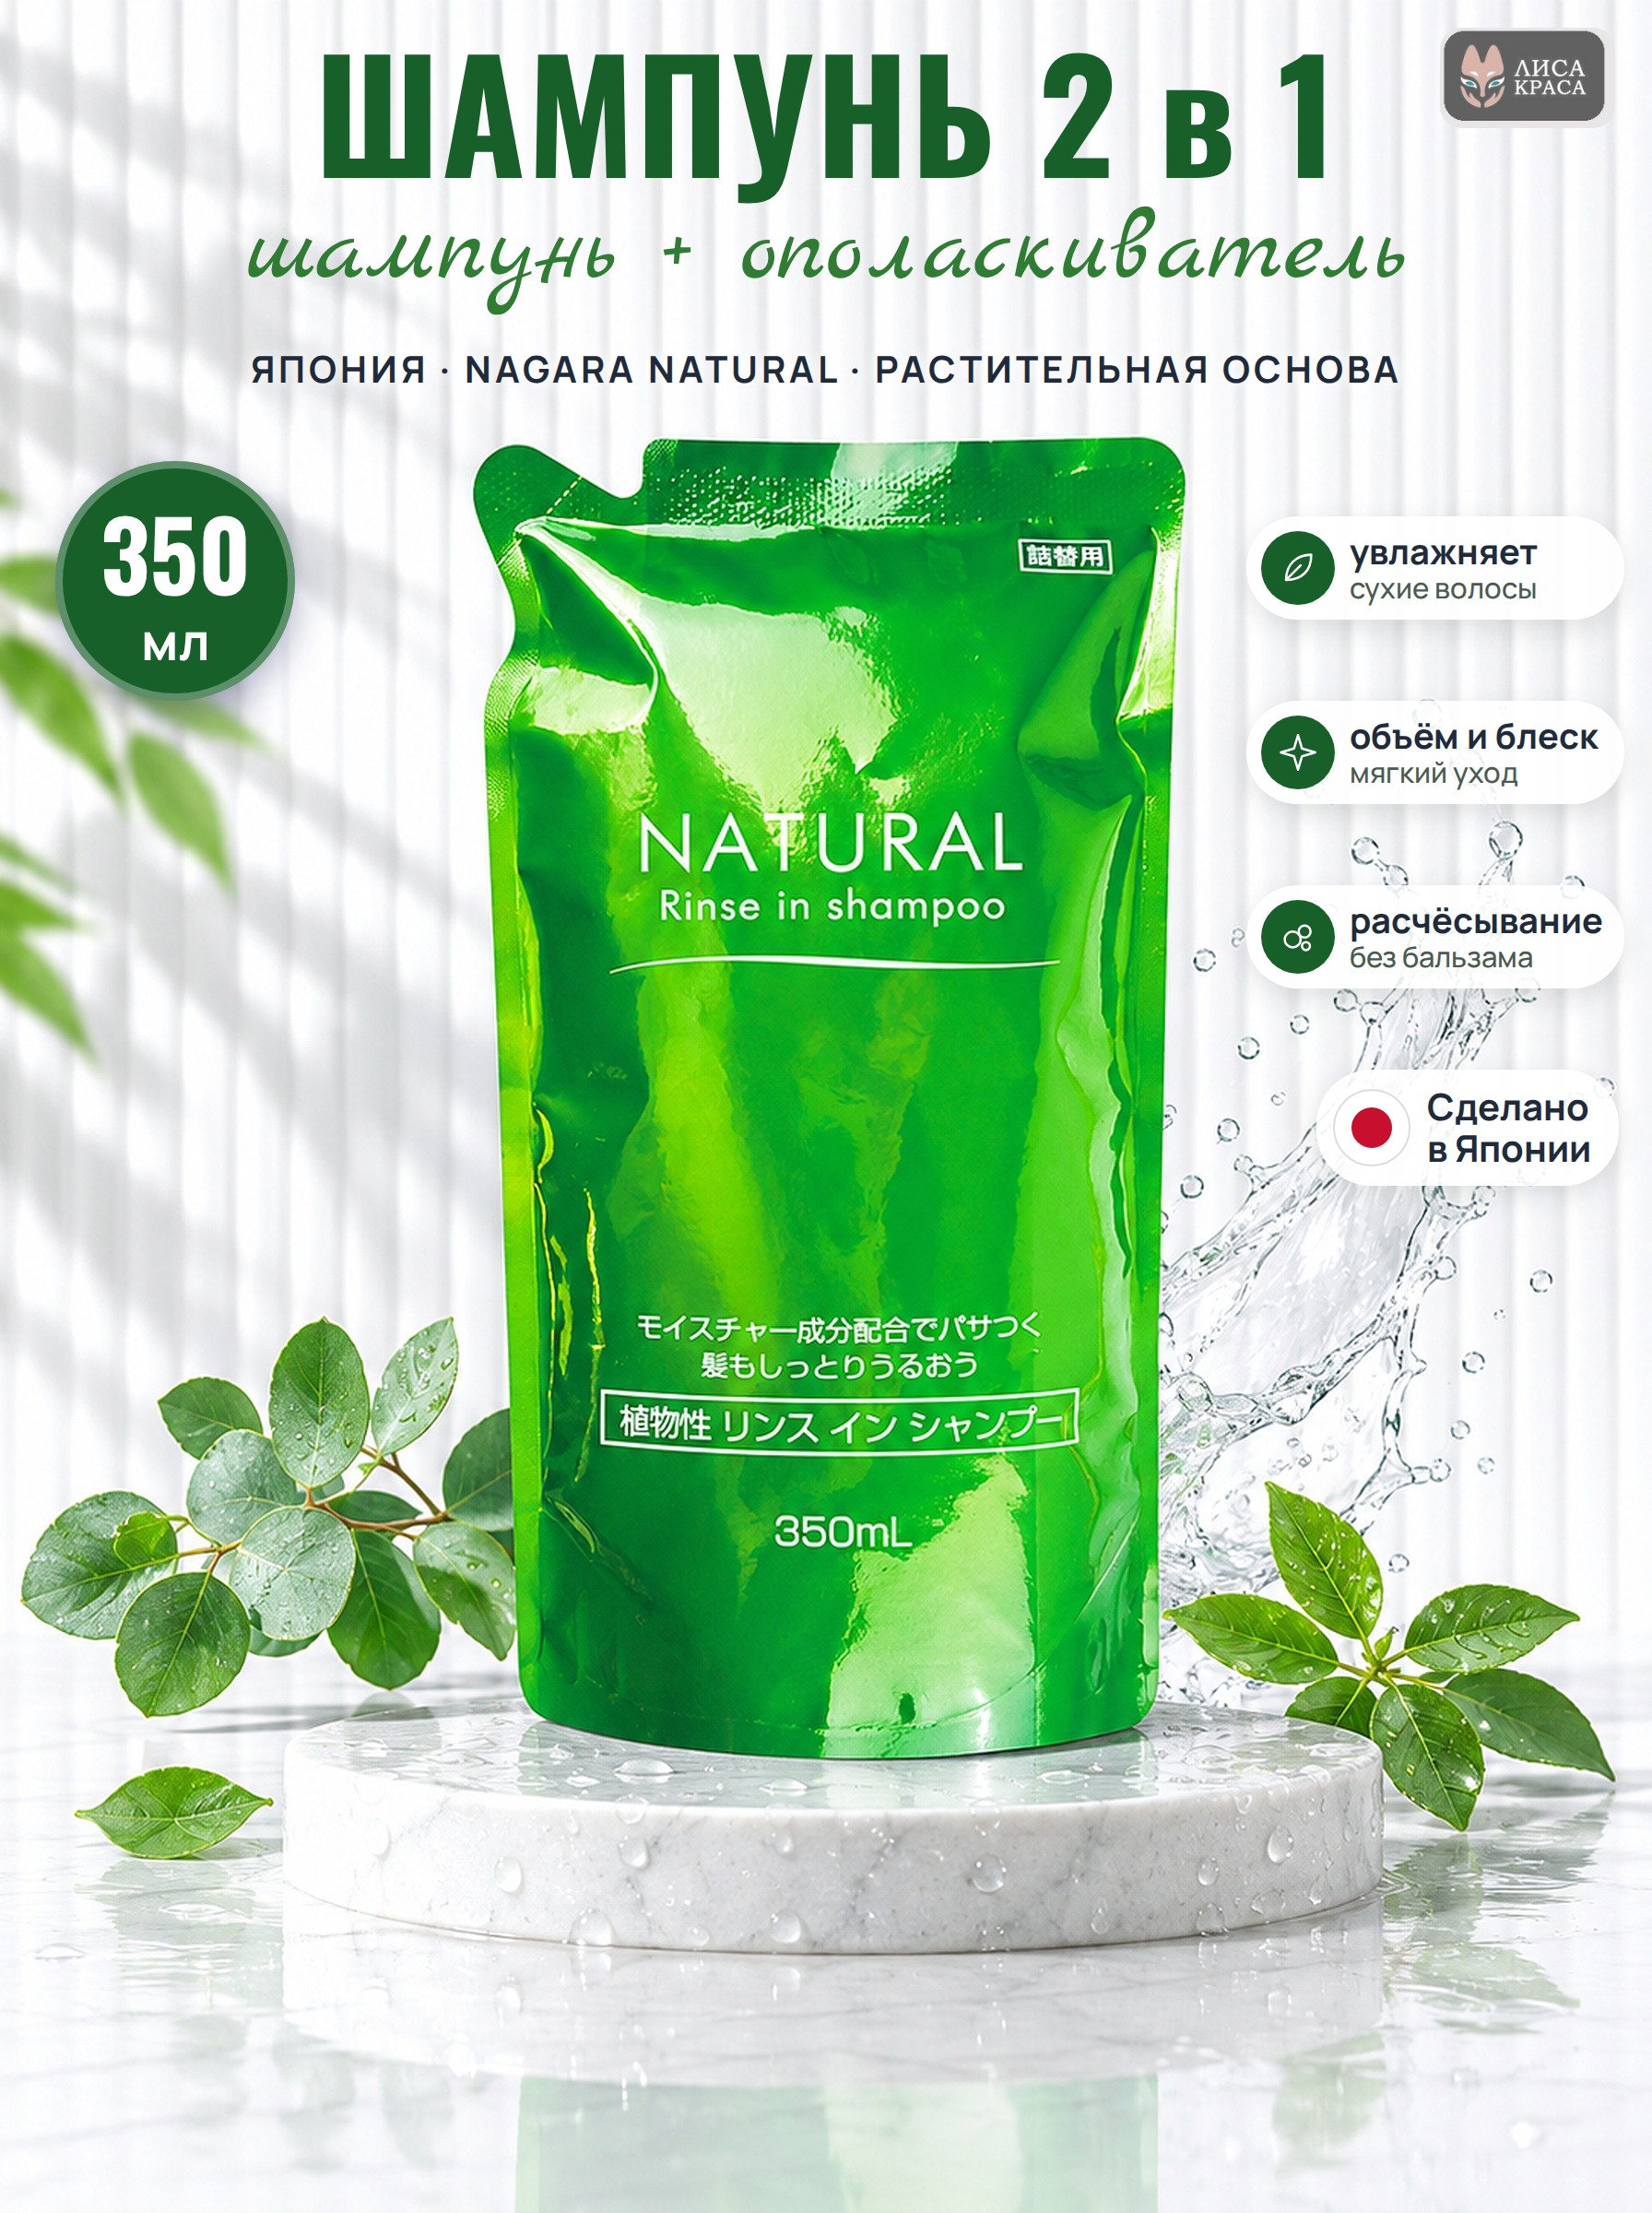 ШАМПУНЬ 2 в 1
ЛИСА
КРАСА
шампунь + ополаскиватель
ЯПОНИЯ · NAGARA NATURAL · РАСТИТЕЛЬНАЯ ОСНОВА
350
мл
詰替用
увлажняет
сухие волосы
объём и блеск
мягкий уход
NATURAL
Rinse in shampoo
расчёсывание
без бальзама
Сделано
в Японии
モイスチャー成分配合でパサつく
髪もしっとりうるおう
植物性 リンス イン シャンプー
350mL